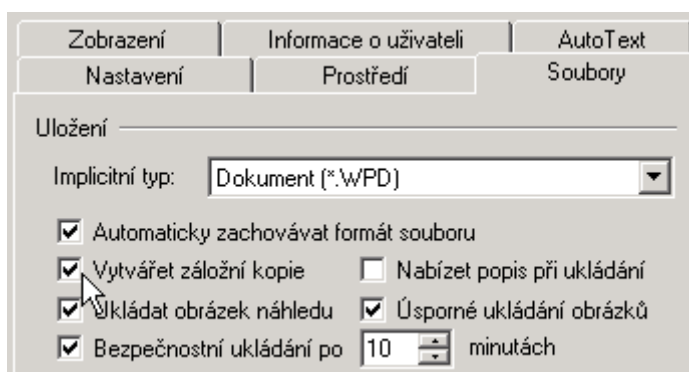 Zobrazení Informace o uživateli AutoText
Nastavení Prostředí Soubory
Uložení
Implicitní typ: Dokument (*.WPD)
Automaticky zachovávat formát souboru
Vytvářet záložní kopie Nabízet popis při ukládání
Ukládat obrázek náhledu Úsporné ukládání obrázků
Bezpečnostní ukládání po 10 minutách